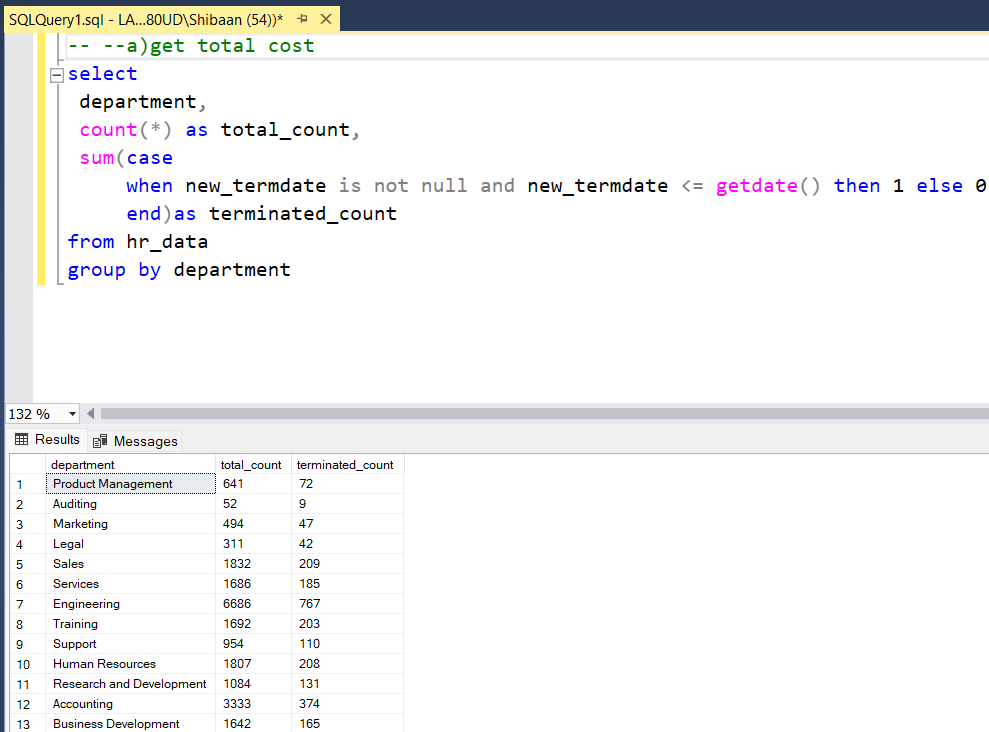 SQLQuery1.sql - LA...80UD\Shibaan (54))*
-- --a)get total cost
select
department,
count(*) as total_count,
sum(case
when new_termdate is not null and new_termdate <= getdate() then 1 else 0
end)as terminated_count
from hr_data
group by department
132 %
Results Messages
department total_count terminated_count
1 Product Management 641 72
2 Auditing 52 9
3 Marketing 494 47
4 Legal 311 42
5 Sales 1832 209
6 Services 1686 185
7 Engineering 6686 767
8 Training 1692 203
9 Support 954 110
10 Human Resources 1807 208
11 Research and Development 1084 131
12 Accounting 3333 374
13 Business Development 1642 165